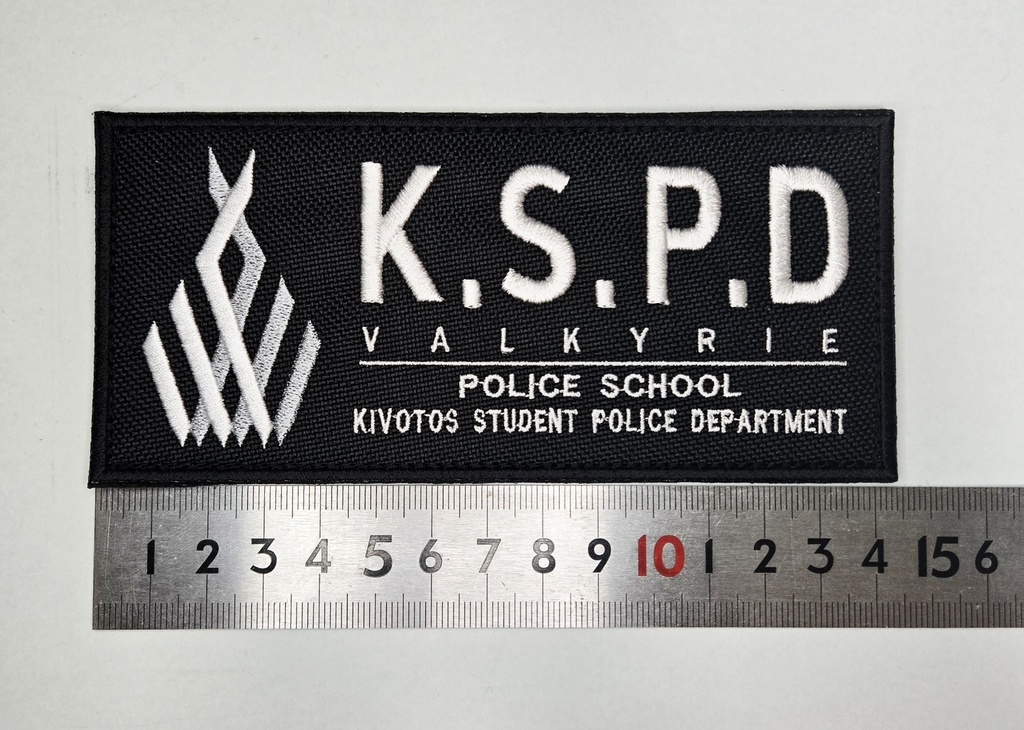 K.S.P.D
VALKYRIE
POLICE SCHOOL
KIVOTOS STUDENT POLICE DEPARTMENT
1 2 3 4 5 6 7 8 9 10 1 2 3 4 15 6